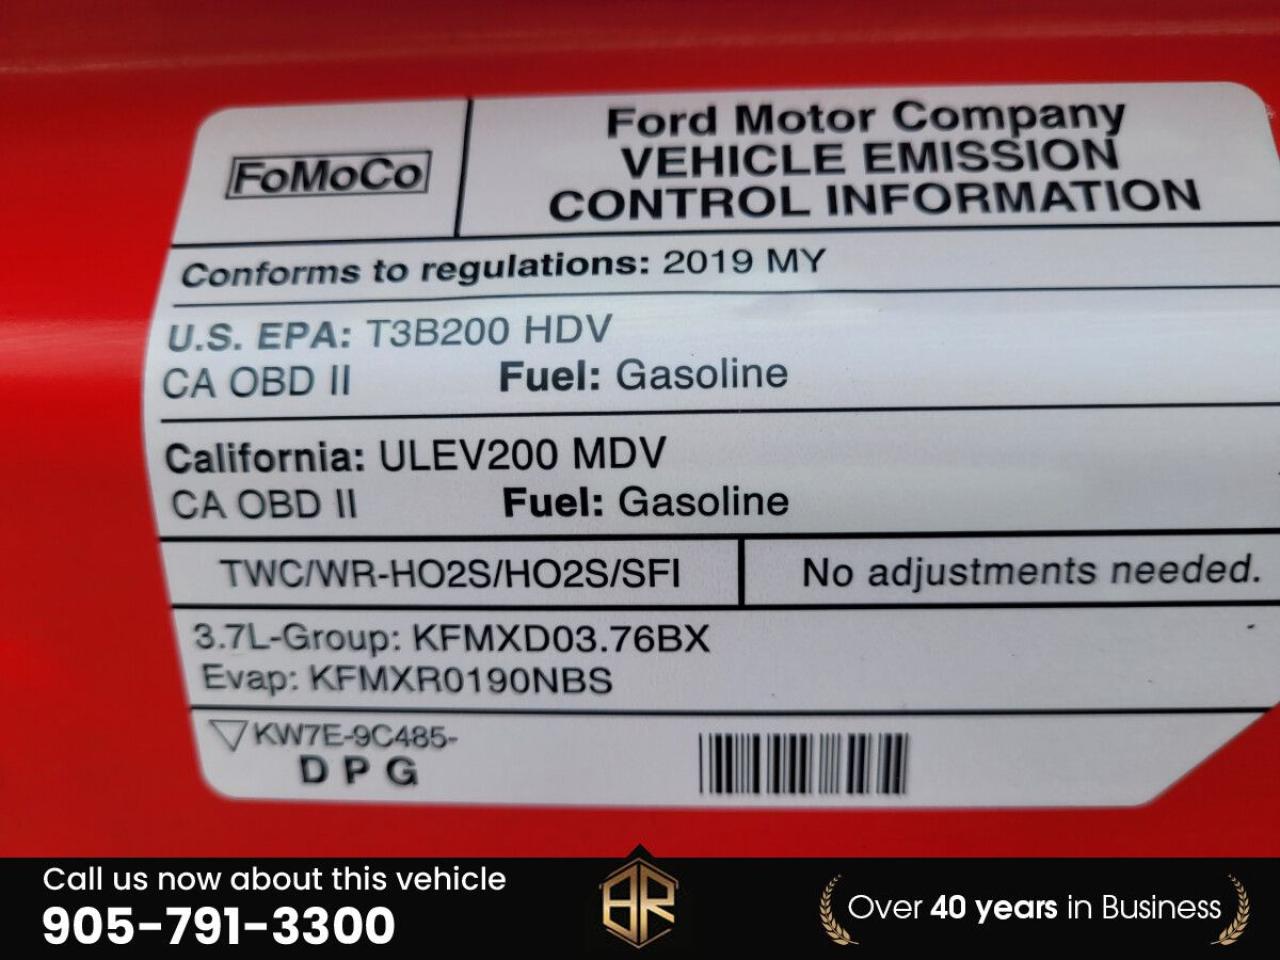 FoMoCo
Ford Motor Company
VEHICLE EMISSION
CONTROL INFORMATION
Conforms to regulations: 2019 MY
U.S. EPA: T3B200 HDV
CA OBD II Fuel: Gasoline
California: ULEV200 MDV
CA OBD II Fuel: Gasoline
TWC/WR-HO2S/HO2S/SFI
No adjustments needed.
3.7L-Group: KFMXD03.76BX
Evap: KFMXR0190NBS
KW7E-9C485-
D P G
Call us now about this vehicle
905-791-3300
BR
Over 40 years in Business